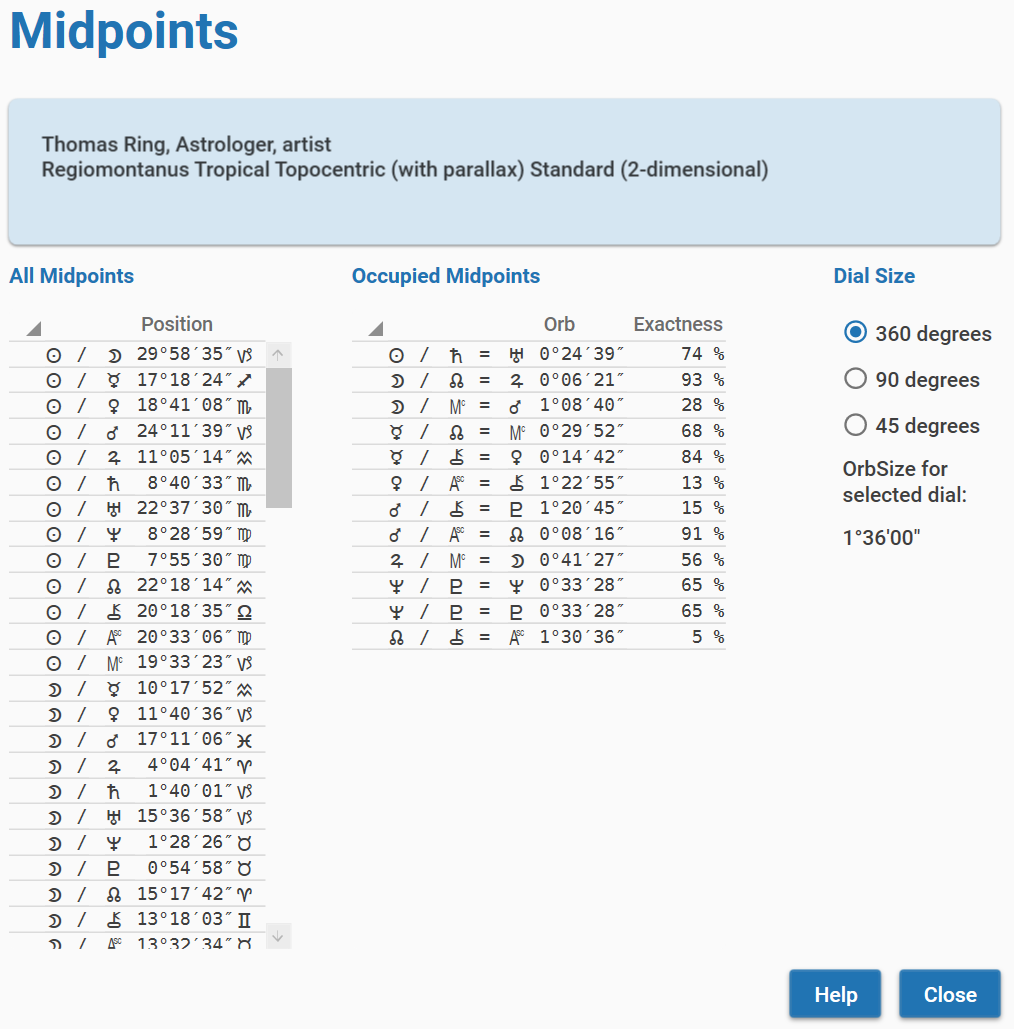 Midpoints
Thomas Ring, Astrologer, artist
Regiomontanus Tropical Topocentric (with parallax) Standard (2-dimensional)
All Midpoints
Position
☉ / ☽ 29°58′35″♑
☉ / ☿ 17°18′24″♐
☉ / ♀ 18°41′08″♏
☉ / ♂ 24°11′39″♑
☉ / ♃ 11°05′14″♒
☉ / ♄ 8°40′33″♏
☉ / ♅ 22°37′30″♏
☉ / ♆ 8°28′59″♍
☉ / ♇ 7°55′30″♍
☉ / ☊ 22°18′14″♒
☉ / ⚷ 20°18′35″♎
☉ / Asc 20°33′06″♍
☉ / Mc 19°33′23″♑
☽ / ☿ 10°17′52″♒
☽ / ♀ 11°40′36″♑
☽ / ♂ 17°11′06″♓
☽ / ♃ 4°04′41″♈
☽ / ♄ 1°40′01″♑
☽ / ♅ 15°36′58″♑
☽ / ♆ 1°28′26″♉
☽ / ♇ 0°54′58″♉
☽ / ☊ 15°17′42″♈
☽ / ⚷ 13°18′03″♊
☽ / Asc 13°32′34″♉
Occupied Midpoints
Orb Exactness
☉ / ♄ = ♅ 0°24′39″ 74 %
☽ / ☊ = ♃ 0°06′21″ 93 %
☽ / Mc = ♂ 1°08′40″ 28 %
☿ / ☊ = Mc 0°29′52″ 68 %
☿ / ⚷ = ♀ 0°14′42″ 84 %
♀ / Asc = ⚷ 1°22′55″ 13 %
♂ / ⚷ = ♇ 1°20′45″ 15 %
♂ / Asc = ☊ 0°08′16″ 91 %
♃ / Mc = ☽ 0°41′27″ 56 %
♆ / ♇ = ♆ 0°33′28″ 65 %
♆ / ♇ = ♇ 0°33′28″ 65 %
☊ / ⚷ = Asc 1°30′36″ 5 %
Dial Size
360 degrees
90 degrees
45 degrees
OrbSize for
selected dial:
1°36'00"
Help
Close